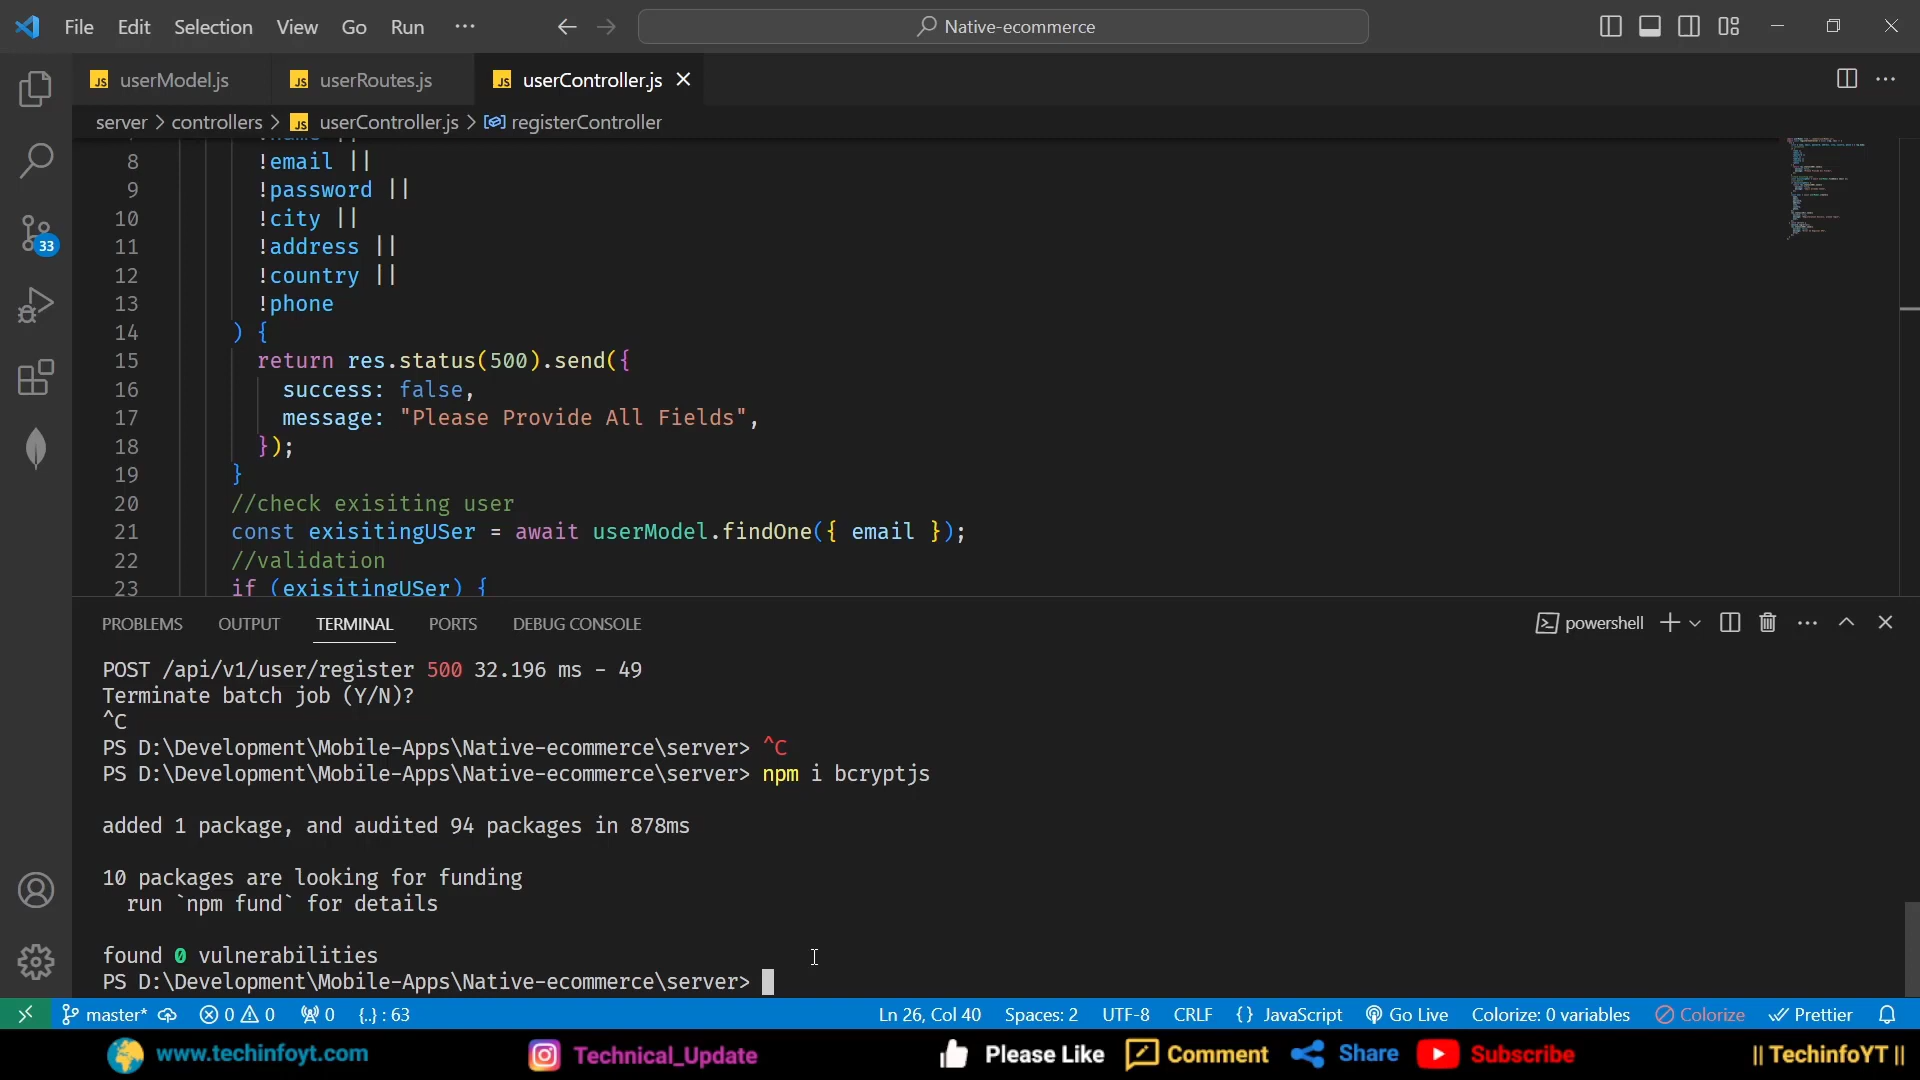 File Edit Selection View Go Run ··· Native-ecommerce
JS userModel.js JS userRoutes.js JS userController.js
server > controllers > JS userController.js > registerController
8 !email ||
9 !password ||
10 !city ||
11 !address ||
12 !country ||
13 !phone
14 ) {
15 return res.status(500).send({
16 success: false,
17 message: "Please Provide All Fields",
18 });
19 }
20 //check exisiting user
21 const exisitingUSer = await userModel.findOne({ email });
22 //validation
23 if (exisitingUSer) {
33
PROBLEMS OUTPUT TERMINAL PORTS DEBUG CONSOLE powershell
POST /api/v1/user/register 500 32.196 ms - 49
Terminate batch job (Y/N)?
^C
PS D:\Development\Mobile-Apps\Native-ecommerce\server> ^C
PS D:\Development\Mobile-Apps\Native-ecommerce\server> npm i bcryptjs
added 1 package, and audited 94 packages in 878ms
10 packages are looking for funding
run `npm fund` for details
found 0 vulnerabilities
PS D:\Development\Mobile-Apps\Native-ecommerce\server>
master* 0 0 0 {..} : 63 Ln 26, Col 40 Spaces: 2 UTF-8 CRLF {} JavaScript Go Live Colorize: 0 variables Colorize Prettier
www.techinfoyt.com Technical_Update Please Like Comment Share Subscribe || TechinfoYT ||